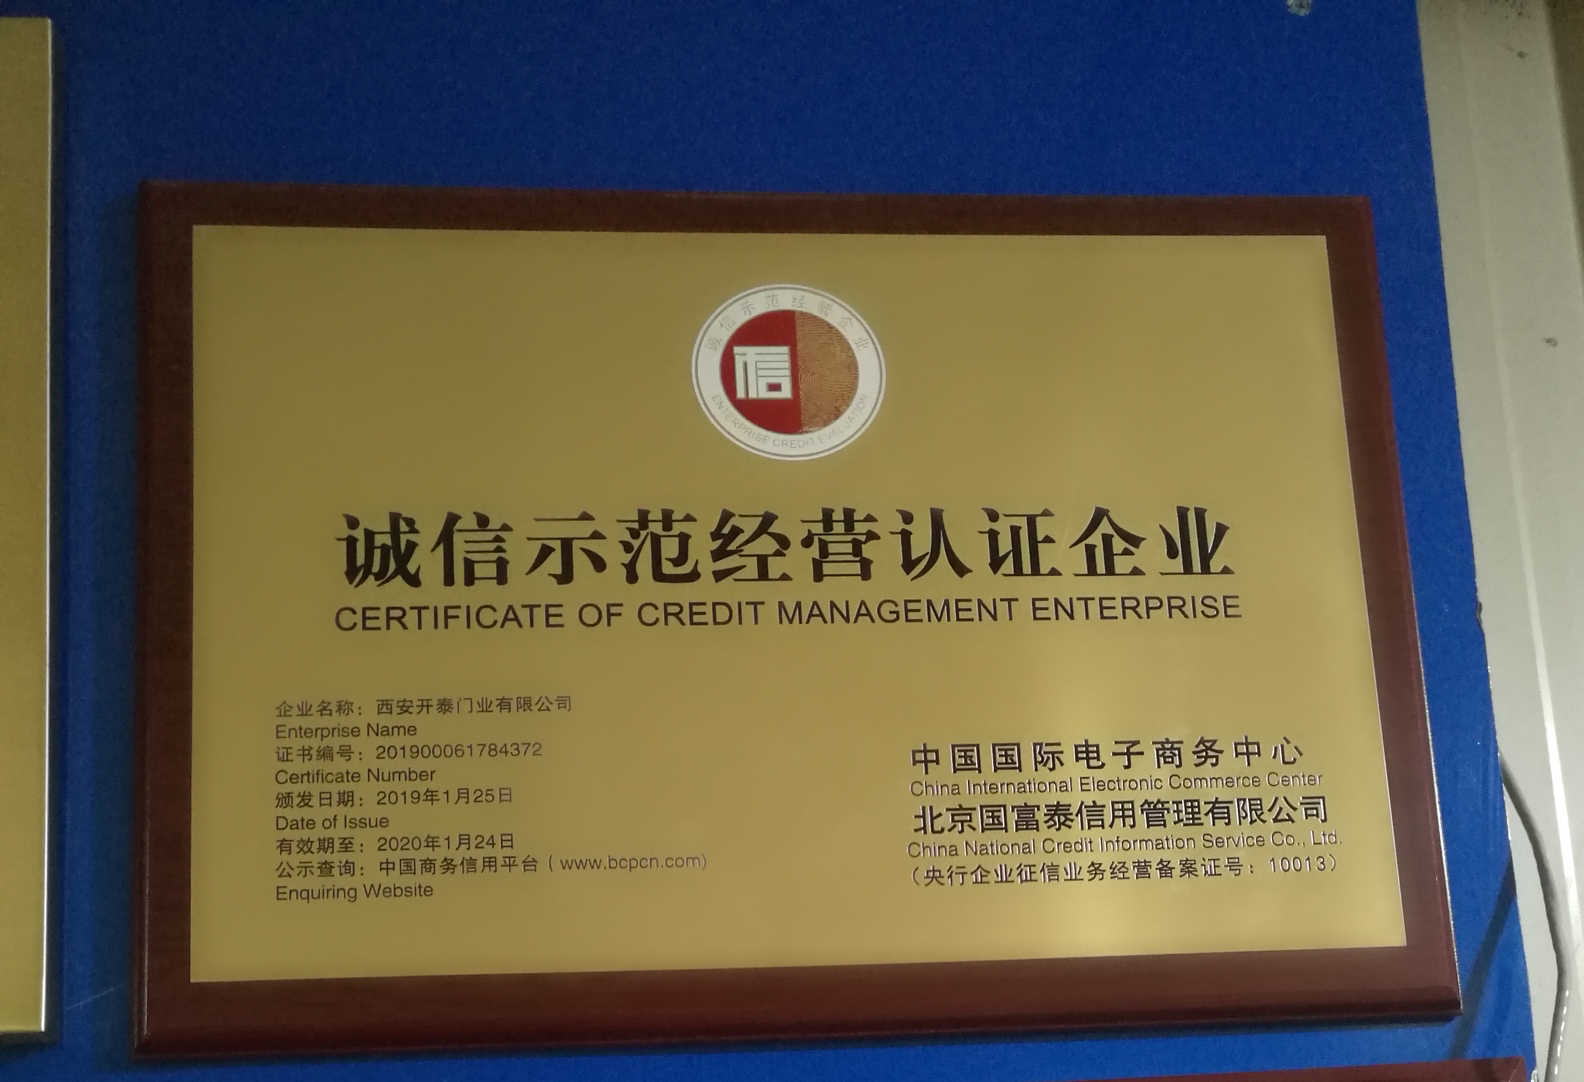 诚信示范经营企业
信
ENTERPRISE CREDIT EVALUATION
诚信示范经营认证企业
CERTIFICATE OF CREDIT MANAGEMENT ENTERPRISE
企业名称：西安开泰门业有限公司
Enterprise Name
证书编号：201900061784372
Certificate Number
颁发日期：2019年1月25日
Date of Issue
有效期至：2020年1月24日
公示查询：中国商务信用平台（www.bcpcn.com)
Enquiring Website
中国国际电子商务中心
China International Electronic Commerce Center
北京国富泰信用管理有限公司
China National Credit Information Service Co., Ltd.
（央行企业征信业务经营备案证号：10013）